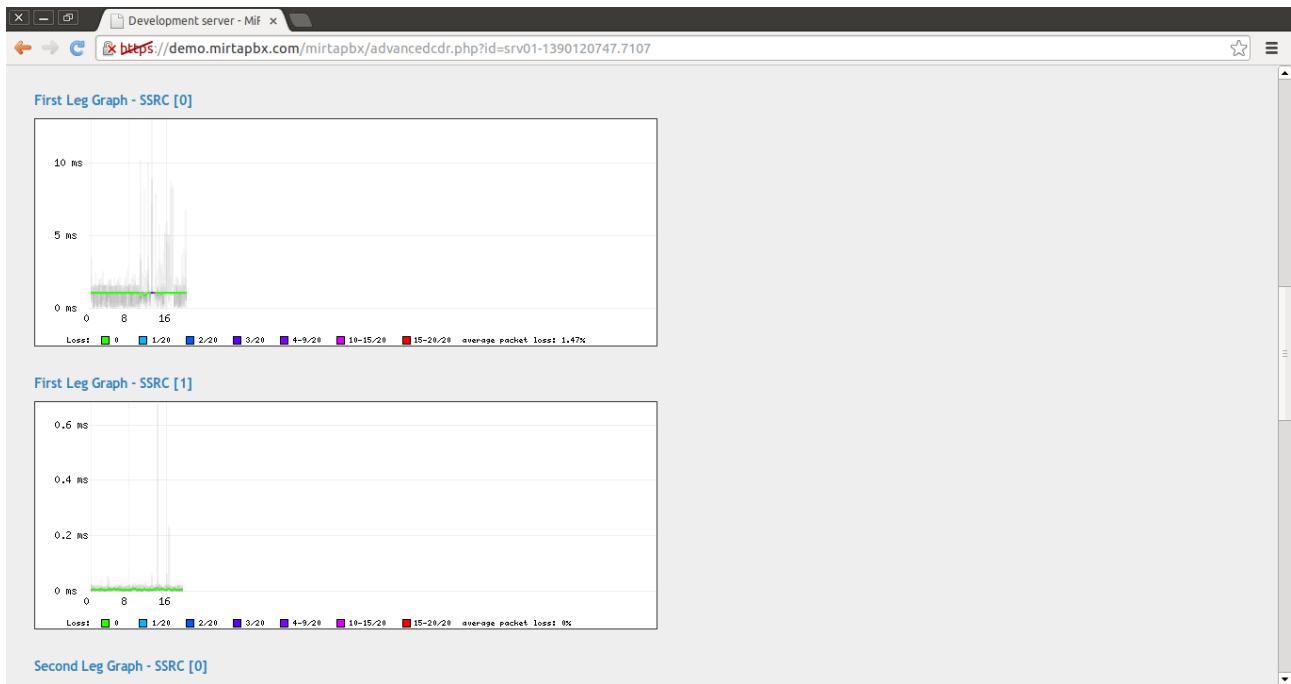 Development server - MiR
https://demo.mirtapbx.com/mirtapbx/advancedcdr.php?id=srv01-1390120747.7107
First Leg Graph - SSRC [0]
10 ms
5 ms
0 ms
0 8 16
Loss: 0 1/20 2/20 3/20 4-9/20 10-15/20 15-20/20 average packet loss: 1.47%
First Leg Graph - SSRC [1]
0.6 ms
0.4 ms
0.2 ms
0 ms
0 8 16
Loss: 0 1/20 2/20 3/20 4-9/20 10-15/20 15-20/20 average packet loss: 0%
Second Leg Graph - SSRC [0]